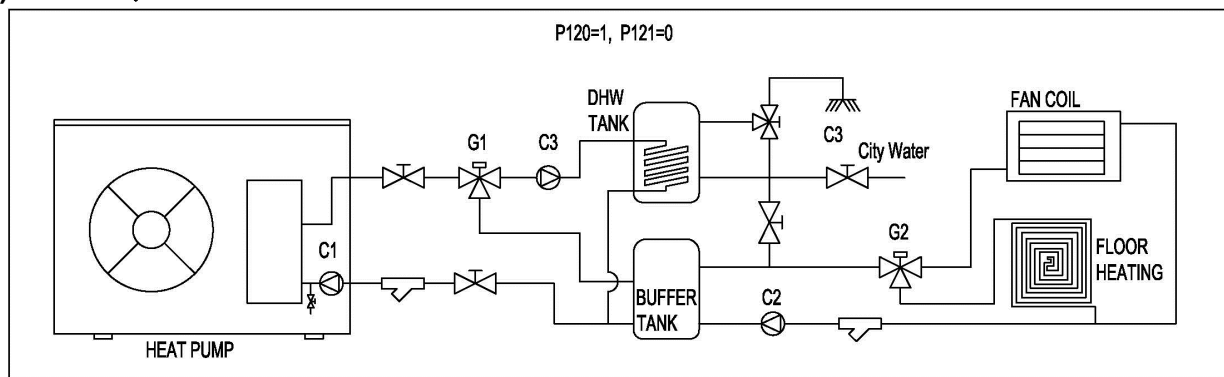 P120=1, P121=0
DHW
TANK
FAN COIL
G1
C3
C3
City Water
C1
G2
FLOOR
HEATING
BUFFER
TANK
C2
HEAT PUMP